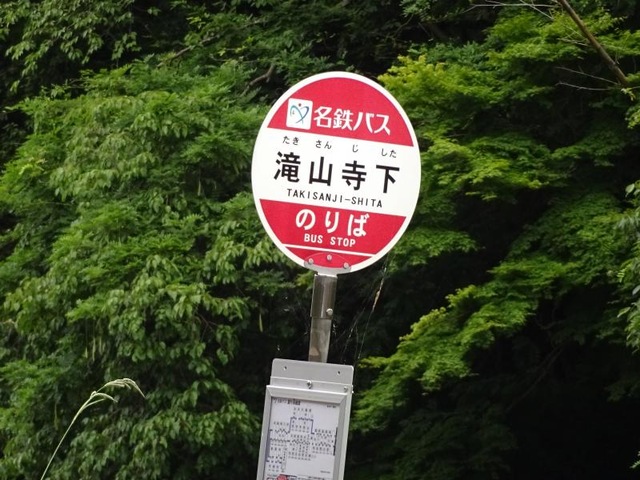 名鉄バス
たき さん じ した
滝山寺下
TAKISANJI-SHITA
のりば
BUS STOP